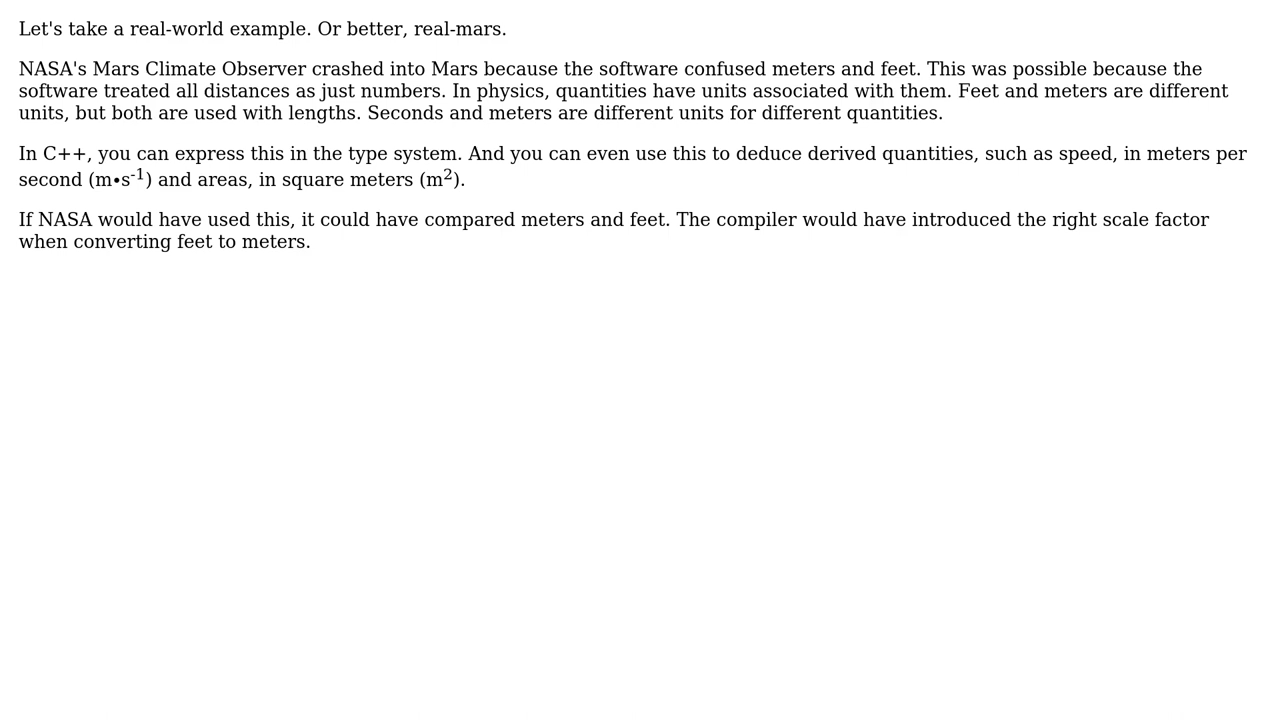 Let's take a real-world example. Or better, real-mars.
NASA's Mars Climate Observer crashed into Mars because the software confused meters and feet. This was possible because the
software treated all distances as just numbers. In physics, quantities have units associated with them. Feet and meters are different
units, but both are used with lengths. Seconds and meters are different units for different quantities.
In C++, you can express this in the type system. And you can even use this to deduce derived quantities, such as speed, in meters per
second (m•s⁻¹) and areas, in square meters (m²).
If NASA would have used this, it could have compared meters and feet. The compiler would have introduced the right scale factor
when converting feet to meters.